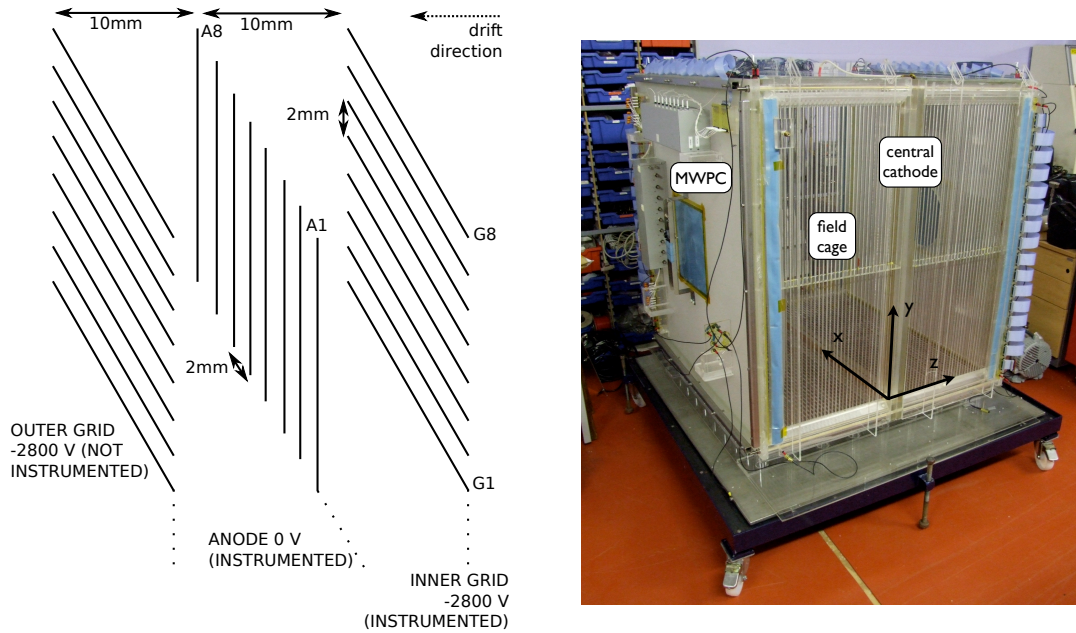 10mm
A8
10mm
drift
direction
2mm
A1
G8
2mm
OUTER GRID
-2800 V (NOT
INSTRUMENTED)
G1
ANODE 0 V
(INSTRUMENTED)
INNER GRID
-2800 V
(INSTRUMENTED)
MWPC
central
cathode
field
cage
y
x
z